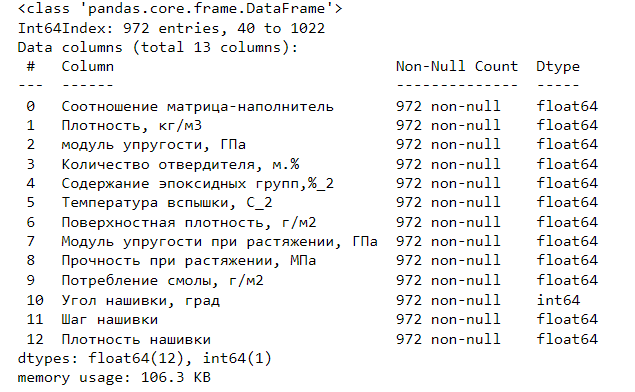 <class 'pandas.core.frame.DataFrame'>
Int64Index: 972 entries, 40 to 1022
Data columns (total 13 columns):
 #   Column                                Non-Null Count  Dtype
---  ------                                --------------  -----
 0   Соотношение матрица-наполнитель       972 non-null    float64
 1   Плотность, кг/м3                      972 non-null    float64
 2   модуль упругости, ГПа                 972 non-null    float64
 3   Количество отвердителя, м.%           972 non-null    float64
 4   Содержание эпоксидных групп,%_2       972 non-null    float64
 5   Температура вспышки, С_2              972 non-null    float64
 6   Поверхностная плотность, г/м2         972 non-null    float64
 7   Модуль упругости при растяжении, ГПа  972 non-null    float64
 8   Прочность при растяжении, МПа         972 non-null    float64
 9   Потребление смолы, г/м2               972 non-null    float64
 10  Угол нашивки, град                    972 non-null    int64
 11  Шаг нашивки                           972 non-null    float64
 12  Плотность нашивки                     972 non-null    float64
dtypes: float64(12), int64(1)
memory usage: 106.3 KB